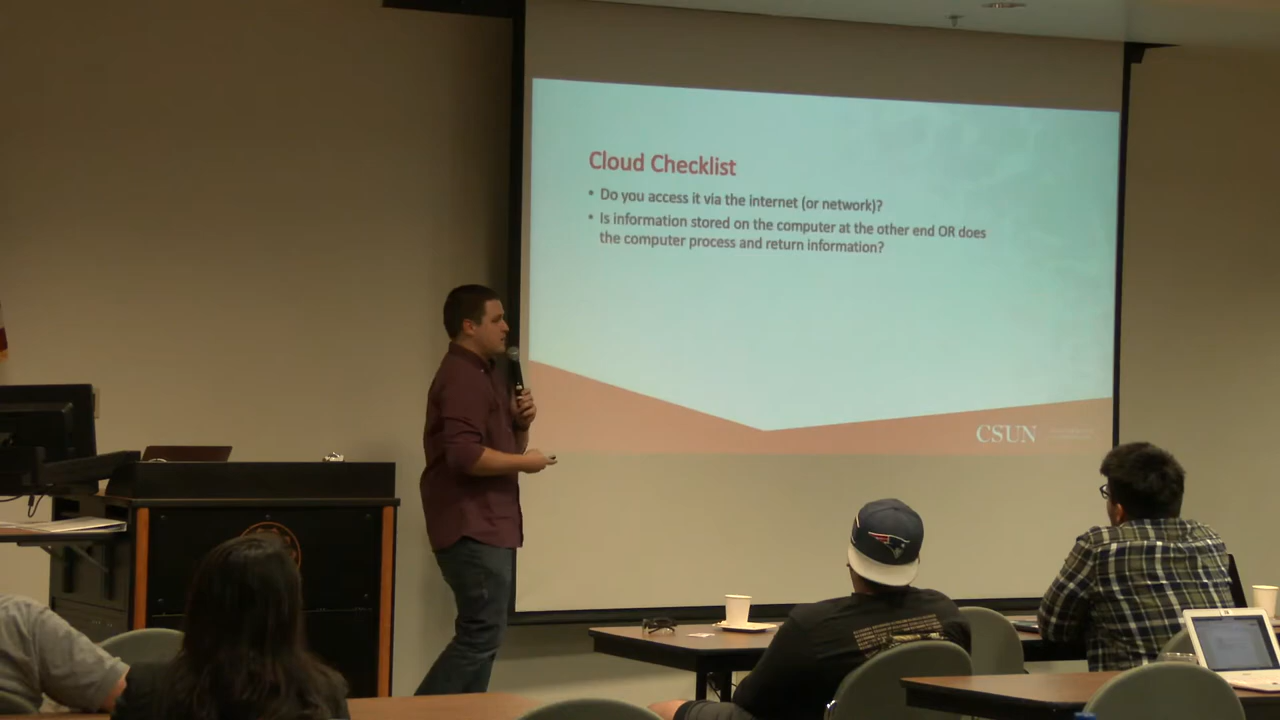 Cloud Checklist
• Do you access it via the internet (or network)?
• Is information stored on the computer at the other end OR does
the computer process and return information?
CSUN